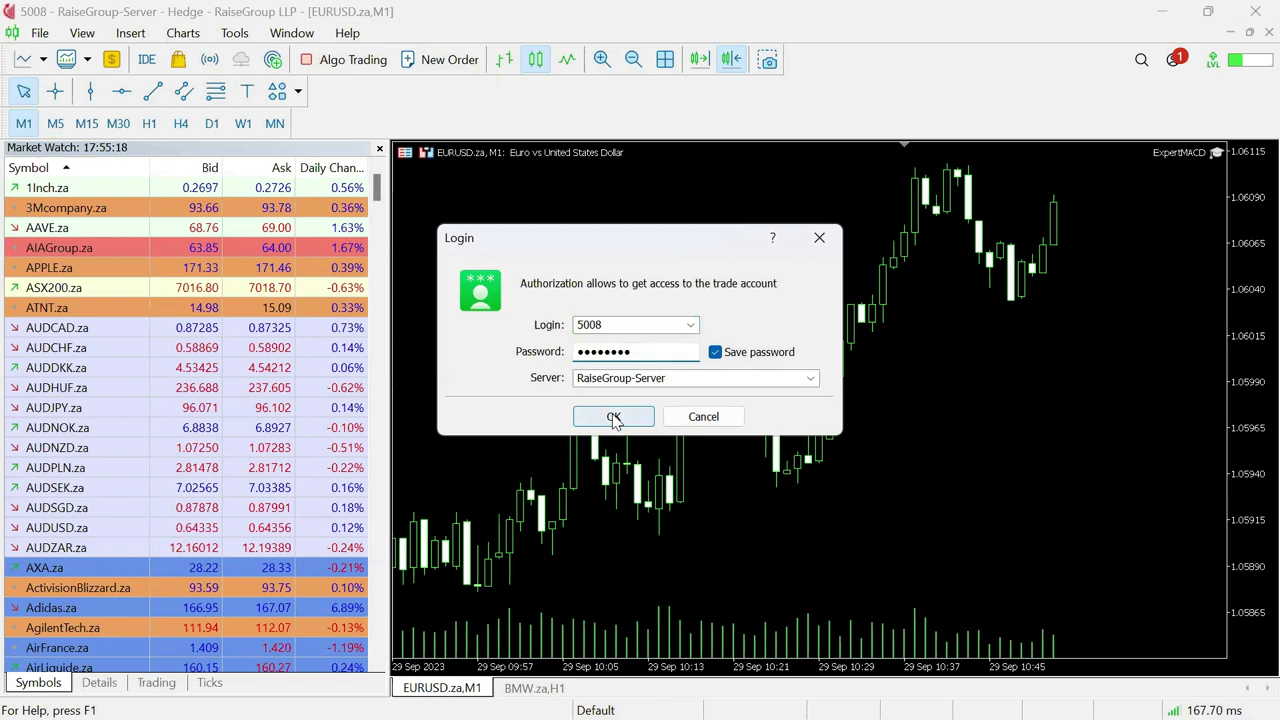 5008 - RaiseGroup-Server - Hedge - RaiseGroup LLP - [EURUSD.za,M1]
File View Insert Charts Tools Window Help
IDE Algo Trading New Order 1 LVL
T
M1 M5 M15 M30 H1 H4 D1 W1 MN
Market Watch: 17:55:18
Symbol Bid Ask Daily Chan...
1Inch.za 0.2697 0.2726 0.56%
3Mcompany.za 93.66 93.78 0.36%
AAVE.za 68.76 69.00 1.63%
AIAGroup.za 63.85 64.00 1.67%
APPLE.za 171.33 171.46 0.39%
ASX200.za 7016.80 7018.70 -0.63%
ATNT.za 14.98 15.09 0.33%
AUDCAD.za 0.87285 0.87325 0.73%
AUDCHF.za 0.58869 0.58902 0.14%
AUDDKK.za 4.53425 4.54212 0.06%
AUDHUF.za 236.688 237.605 -0.62%
AUDJPY.za 96.071 96.102 0.14%
AUDNOK.za 6.8838 6.8927 -0.10%
AUDNZD.za 1.07250 1.07283 -0.51%
AUDPLN.za 2.81478 2.81712 -0.22%
AUDSEK.za 7.02565 7.03385 0.16%
AUDSGD.za 0.87878 0.87991 0.18%
AUDUSD.za 0.64335 0.64356 0.12%
AUDZAR.za 12.16012 12.19389 -0.24%
AXA.za 28.22 28.33 -0.21%
ActivisionBlizzard.za 93.59 93.75 0.10%
Adidas.za 166.95 167.07 6.89%
AgilentTech.za 111.94 112.07 -0.13%
AirFrance.za 1.409 1.420 -1.19%
AirLiquide.za 160.15 160.27 0.24%
Symbols Details Trading Ticks
EURUSD.za, M1: Euro vs United States Dollar
ExpertMACD
1.06115
1.06090
1.06065
1.06040
1.06015
1.05990
1.05965
1.05940
1.05915
1.05890
1.05865
29 Sep 2023 29 Sep 09:57 29 Sep 10:05 29 Sep 10:13 29 Sep 10:21 29 Sep 10:29 29 Sep 10:37 29 Sep 10:45
Login ?
***
Authorization allows to get access to the trade account
Login: 5008
Password: ●●●●●●●● Save password
Server: RaiseGroup-Server
OK Cancel
EURUSD.za,M1 BMW.za,H1
For Help, press F1 Default 167.70 ms